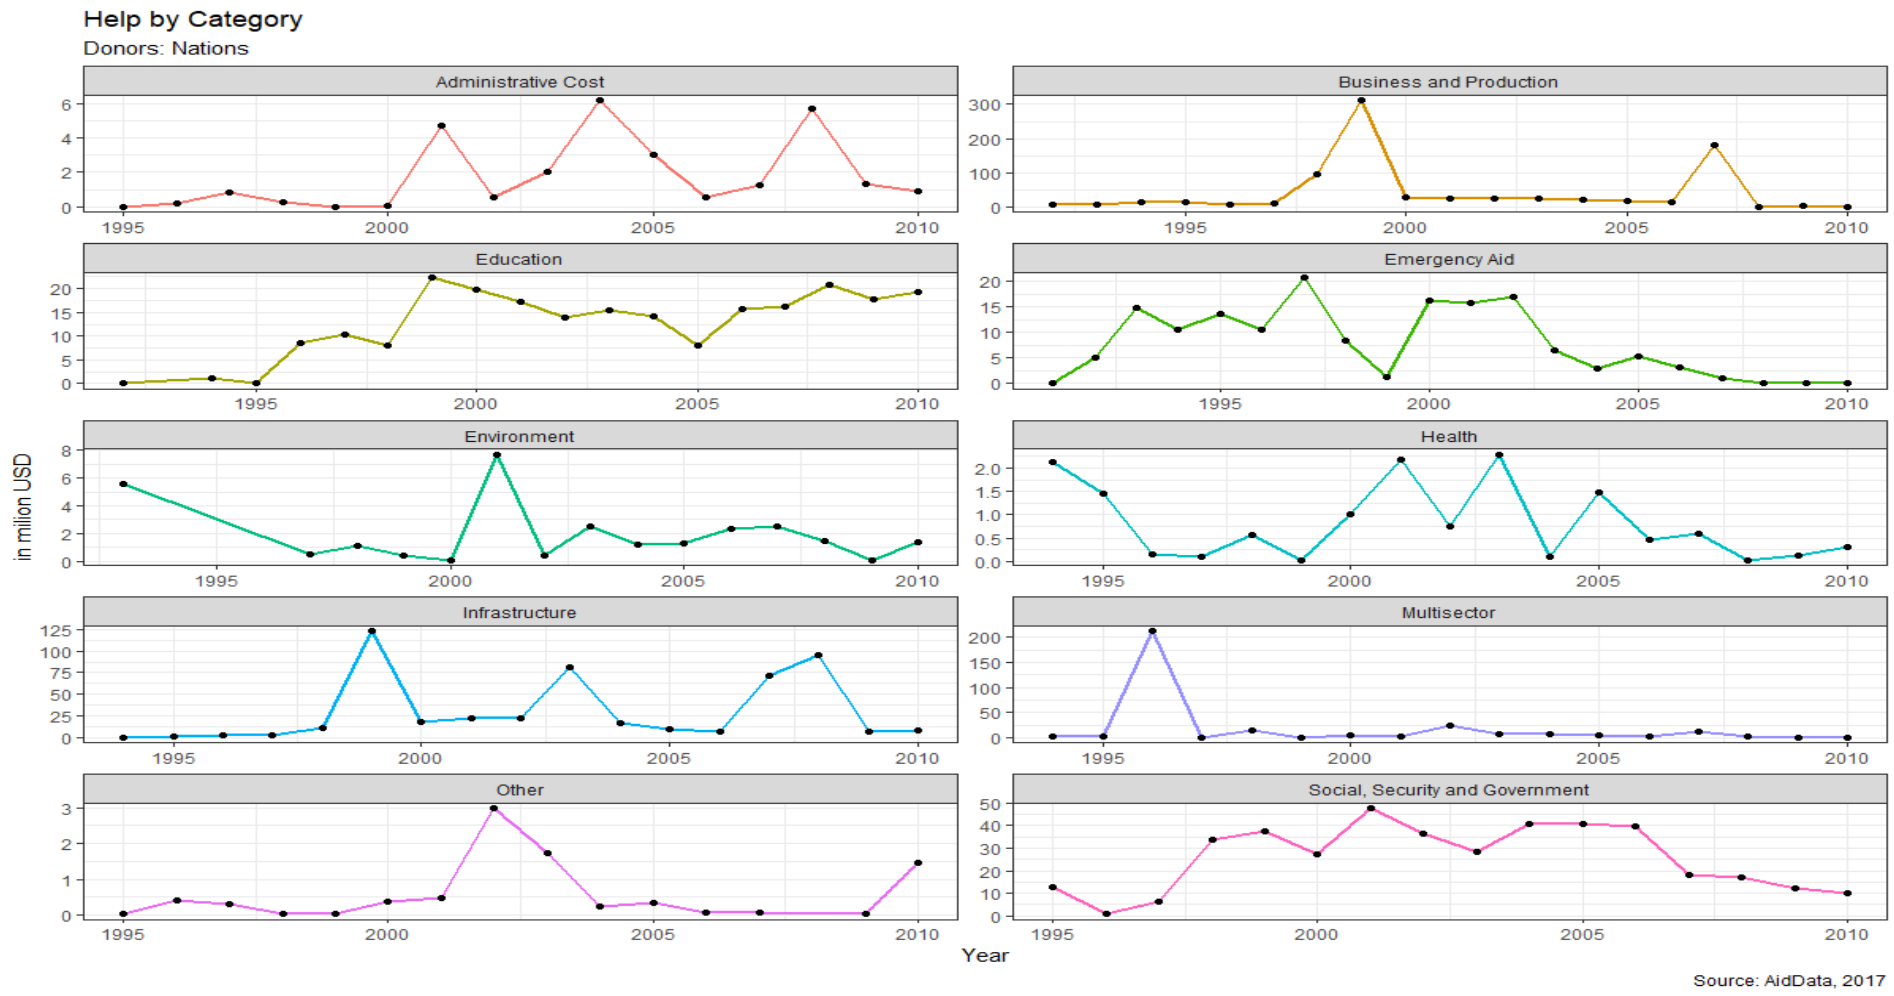 Help by Category
Donors: Nations
Administrative Cost
6
4
2
0
1995 2000 2005 2010
Business and Production
300
200
100
0
1995 2000 2005 2010
Education
20
15
10
5
0
1995 2000 2005 2010
Emergency Aid
20
15
10
5
0
1995 2000 2005 2010
in milion USD
Environment
8
6
4
2
0
1995 2000 2005 2010
Health
2.0
1.5
1.0
0.5
0.0
1995 2000 2005 2010
Infrastructure
125
100
75
50
25
0
1995 2000 2005 2010
Multisector
200
150
100
50
0
1995 2000 2005 2010
Other
3
2
1
0
1995 2000 2005 2010
Social, Security and Government
50
40
30
20
10
0
1995 2000 2005 2010
Year
Source: AidData, 2017